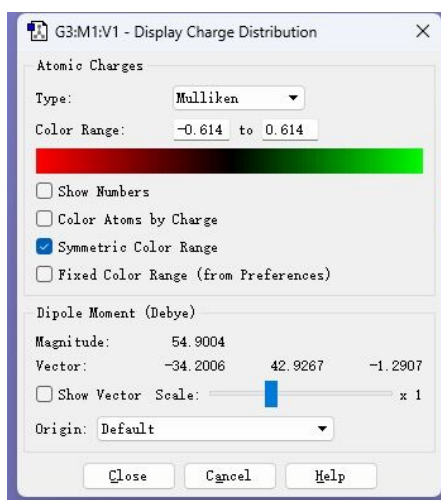 G3:M1:V1 - Display Charge Distribution
Atomic Charges
Type: Mulliken
Color Range: -0.614 to 0.614
Show Numbers
Color Atoms by Charge
Symmetric Color Range
Fixed Color Range (from Preferences)
Dipole Moment (Debye)
Magnitude: 54.9004
Vector: -34.2006 42.9267 -1.2907
Show Vector Scale: x 1
Origin: Default
Close Cancel Help